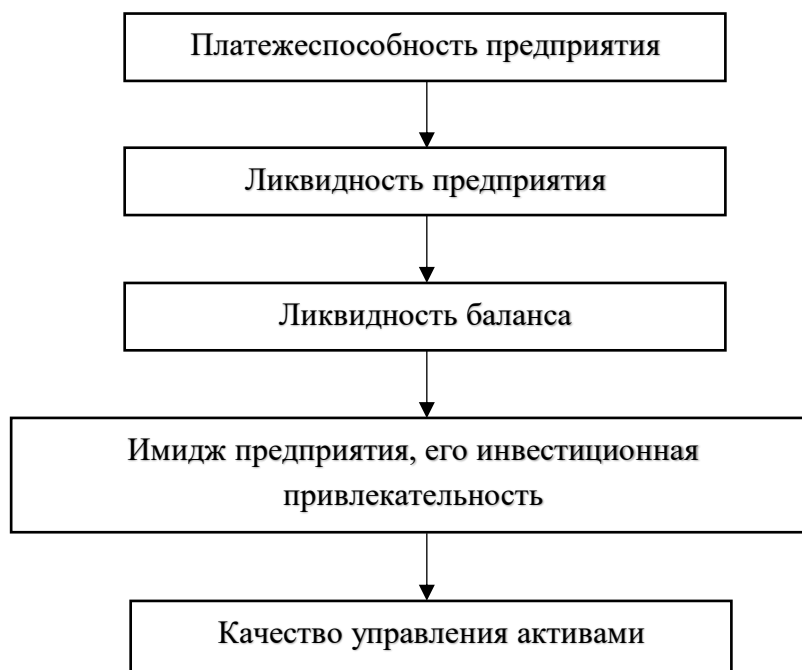 Платежеспособность предприятия
Ликвидность предприятия
Ликвидность баланса
Имидж предприятия, его инвестиционная
привлекательность
Качество управления активами